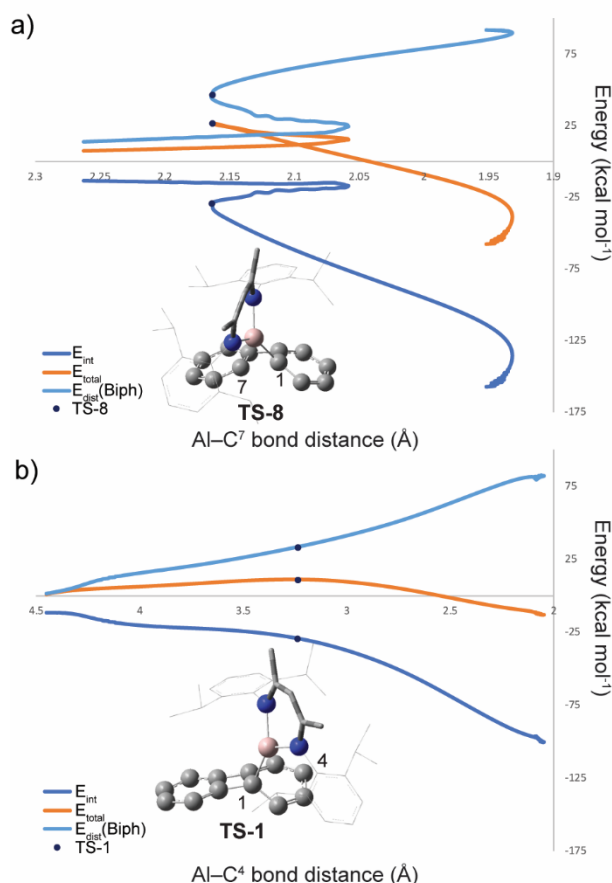 a)
75
25
2.3
2.25
2.2
2.15
2.1
2.05
2
1.95
1.9
-25
-75
-125
-175
Energy (kcal mol⁻¹)
E_int
E_total
E_dist(Biph)
TS-8
7
1
TS-8
Al–C⁷ bond distance (Å)
b)
75
25
4.5
4
3.5
3
2.5
2
-25
-75
-125
-175
Energy (kcal mol⁻¹)
E_int
E_total
E_dist(Biph)
TS-1
4
1
TS-1
Al–C⁴ bond distance (Å)